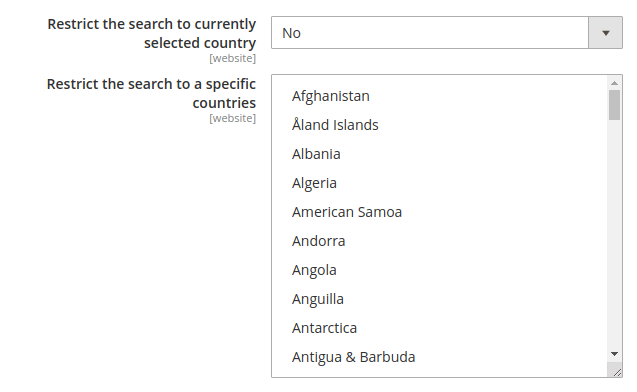 Restrict the search to currently
selected country
[website]
No
Restrict the search to a specific
countries
[website]
Afghanistan
Åland Islands
Albania
Algeria
American Samoa
Andorra
Angola
Anguilla
Antarctica
Antigua & Barbuda